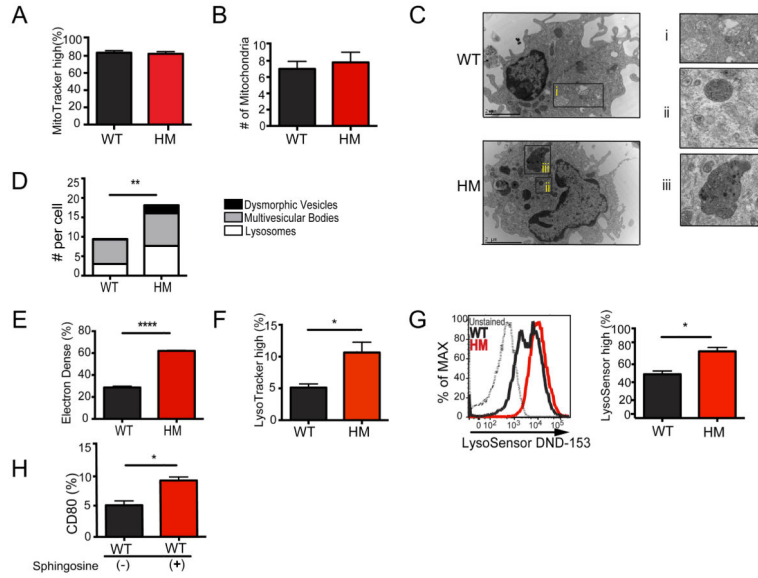 A
MitoTracker high(%)
100
80
60
40
20
0
WT HM
B
# of Mitochondria
10
8
6
4
2
0
WT HM
C
WT
i
HM
iii
ii
i
ii
iii
D
# per cell
20
15
10
5
0
**
WT HM
Dysmorphic Vesicles
Multivesicular Bodies
Lysosomes
E
Electron Dense (%)
80
60
40
20
0
****
WT HM
F
LysoTracker high (%)
15
10
5
0
*
WT HM
G
% of MAX
100
80
60
40
20
0
Unstained
WT
HM
0 10² 10³ 10⁴ 10⁵
LysoSensor DND-153
LysoSensor high (%)
100
80
60
40
20
0
*
WT HM
H
CD80 (%)
15
10
5
0
*
WT WT
Sphingosine (-) (+)